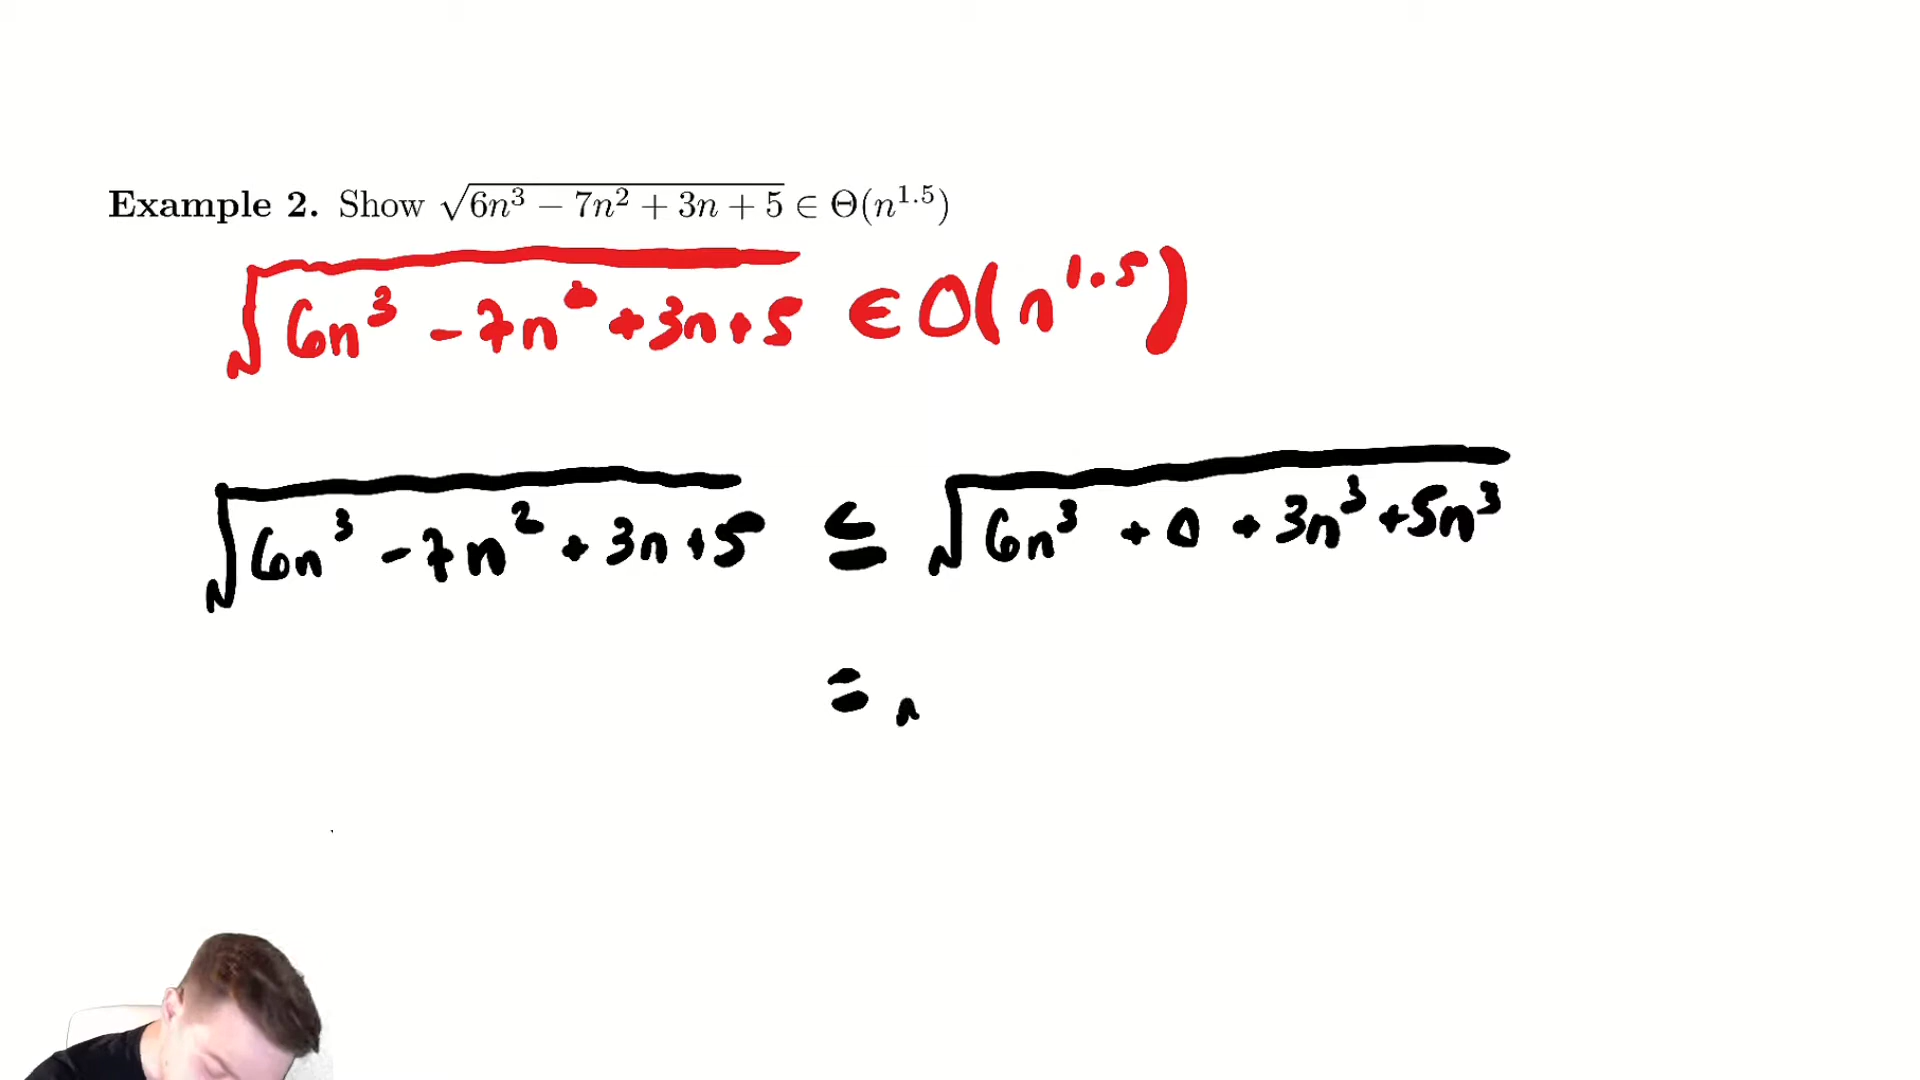 Example 2. Show √(6n³ − 7n² + 3n + 5) ∈ Θ(n^1.5)
√(6n³ - 7n² + 3n + 5) ∈ O(n^1.5)
√(6n³ - 7n² + 3n + 5) ≤ √(6n³ + 0 + 3n³ + 5n³)
=